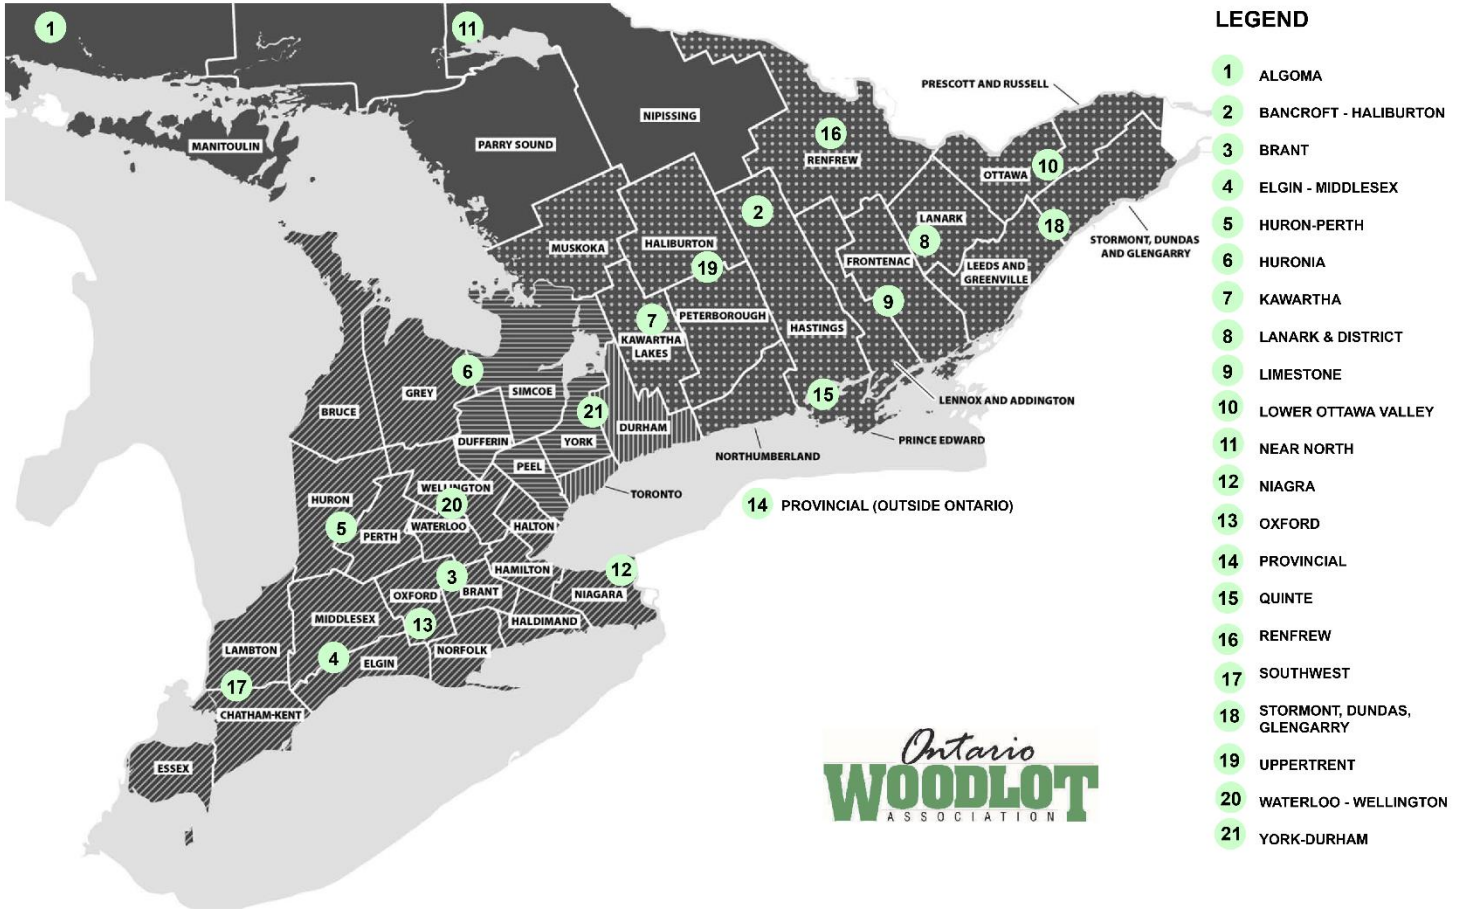 1
11
MANITOULIN
PARRY SOUND
NIPISSING
16
RENFREW
PRESCOTT AND RUSSELL
OTTAWA
10
2
LANARK
8
18
STORMONT, DUNDAS
AND GLENGARRY
MUSKOKA
HALIBURTON
19
FRONTENAC
LEEDS AND
GREENVILLE
9
7
KAWARTHA
LAKES
PETERBOROUGH
HASTINGS
6
GREY
SIMCOE
BRUCE
21
DURHAM
15
LENNOX AND ADDINGTON
DUFFERIN
YORK
PRINCE EDWARD
NORTHUMBERLAND
PEEL
WELLINGTON
20
TORONTO
HURON
5
PERTH
WATERLOO
HALTON
14 PROVINCIAL (OUTSIDE ONTARIO)
HAMILTON
12
3
OXFORD
BRANT
NIAGARA
MIDDLESEX
13
HALDIMAND
LAMBTON
4
ELGIN
NORFOLK
17
CHATHAM-KENT
ESSEX
Ontario
WOODLOT
ASSOCIATION
LEGEND
1 ALGOMA
2 BANCROFT - HALIBURTON
3 BRANT
4 ELGIN - MIDDLESEX
5 HURON-PERTH
6 HURONIA
7 KAWARTHA
8 LANARK & DISTRICT
9 LIMESTONE
10 LOWER OTTAWA VALLEY
11 NEAR NORTH
12 NIAGRA
13 OXFORD
14 PROVINCIAL
15 QUINTE
16 RENFREW
17 SOUTHWEST
18 STORMONT, DUNDAS,
GLENGARRY
19 UPPERTRENT
20 WATERLOO - WELLINGTON
21 YORK-DURHAM